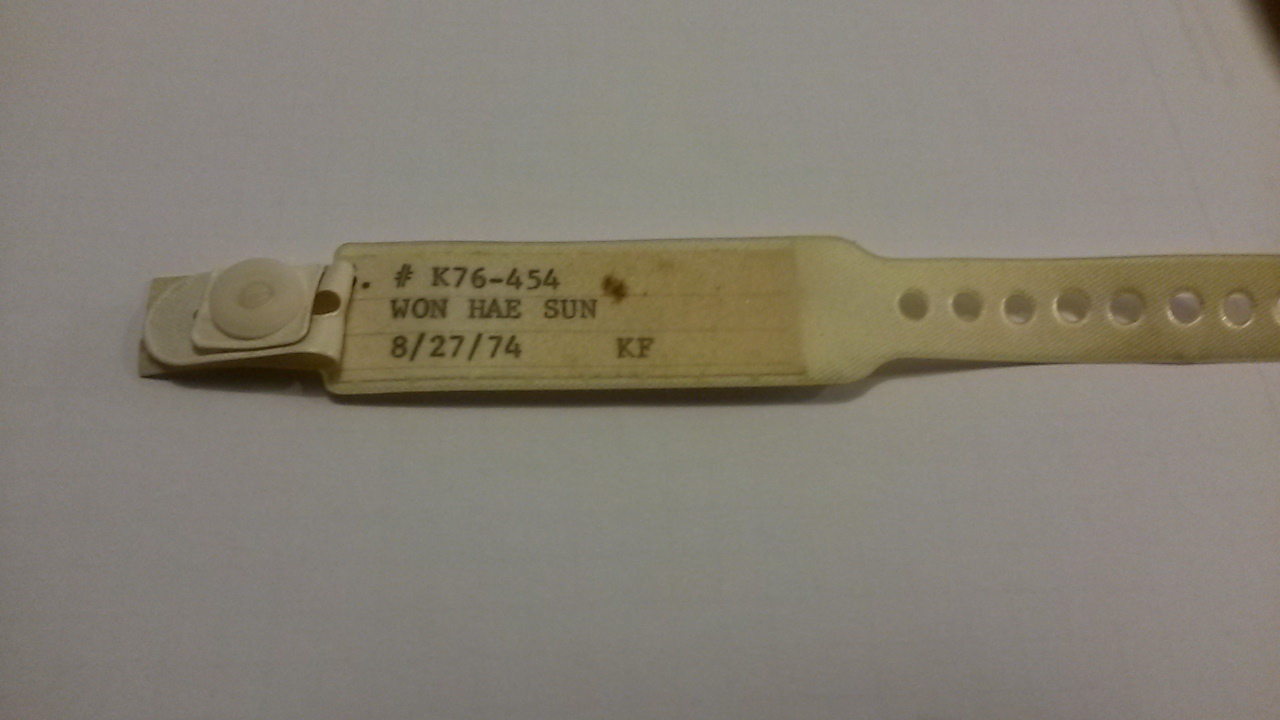 . # K76-454
WON HAE SUN
8/27/74 KF